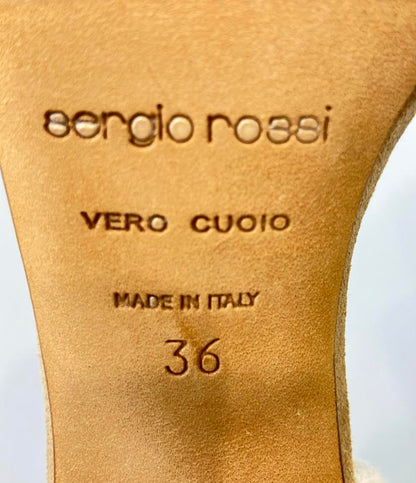 sergio rossi
VERO CUOIO
MADE IN ITALY
36